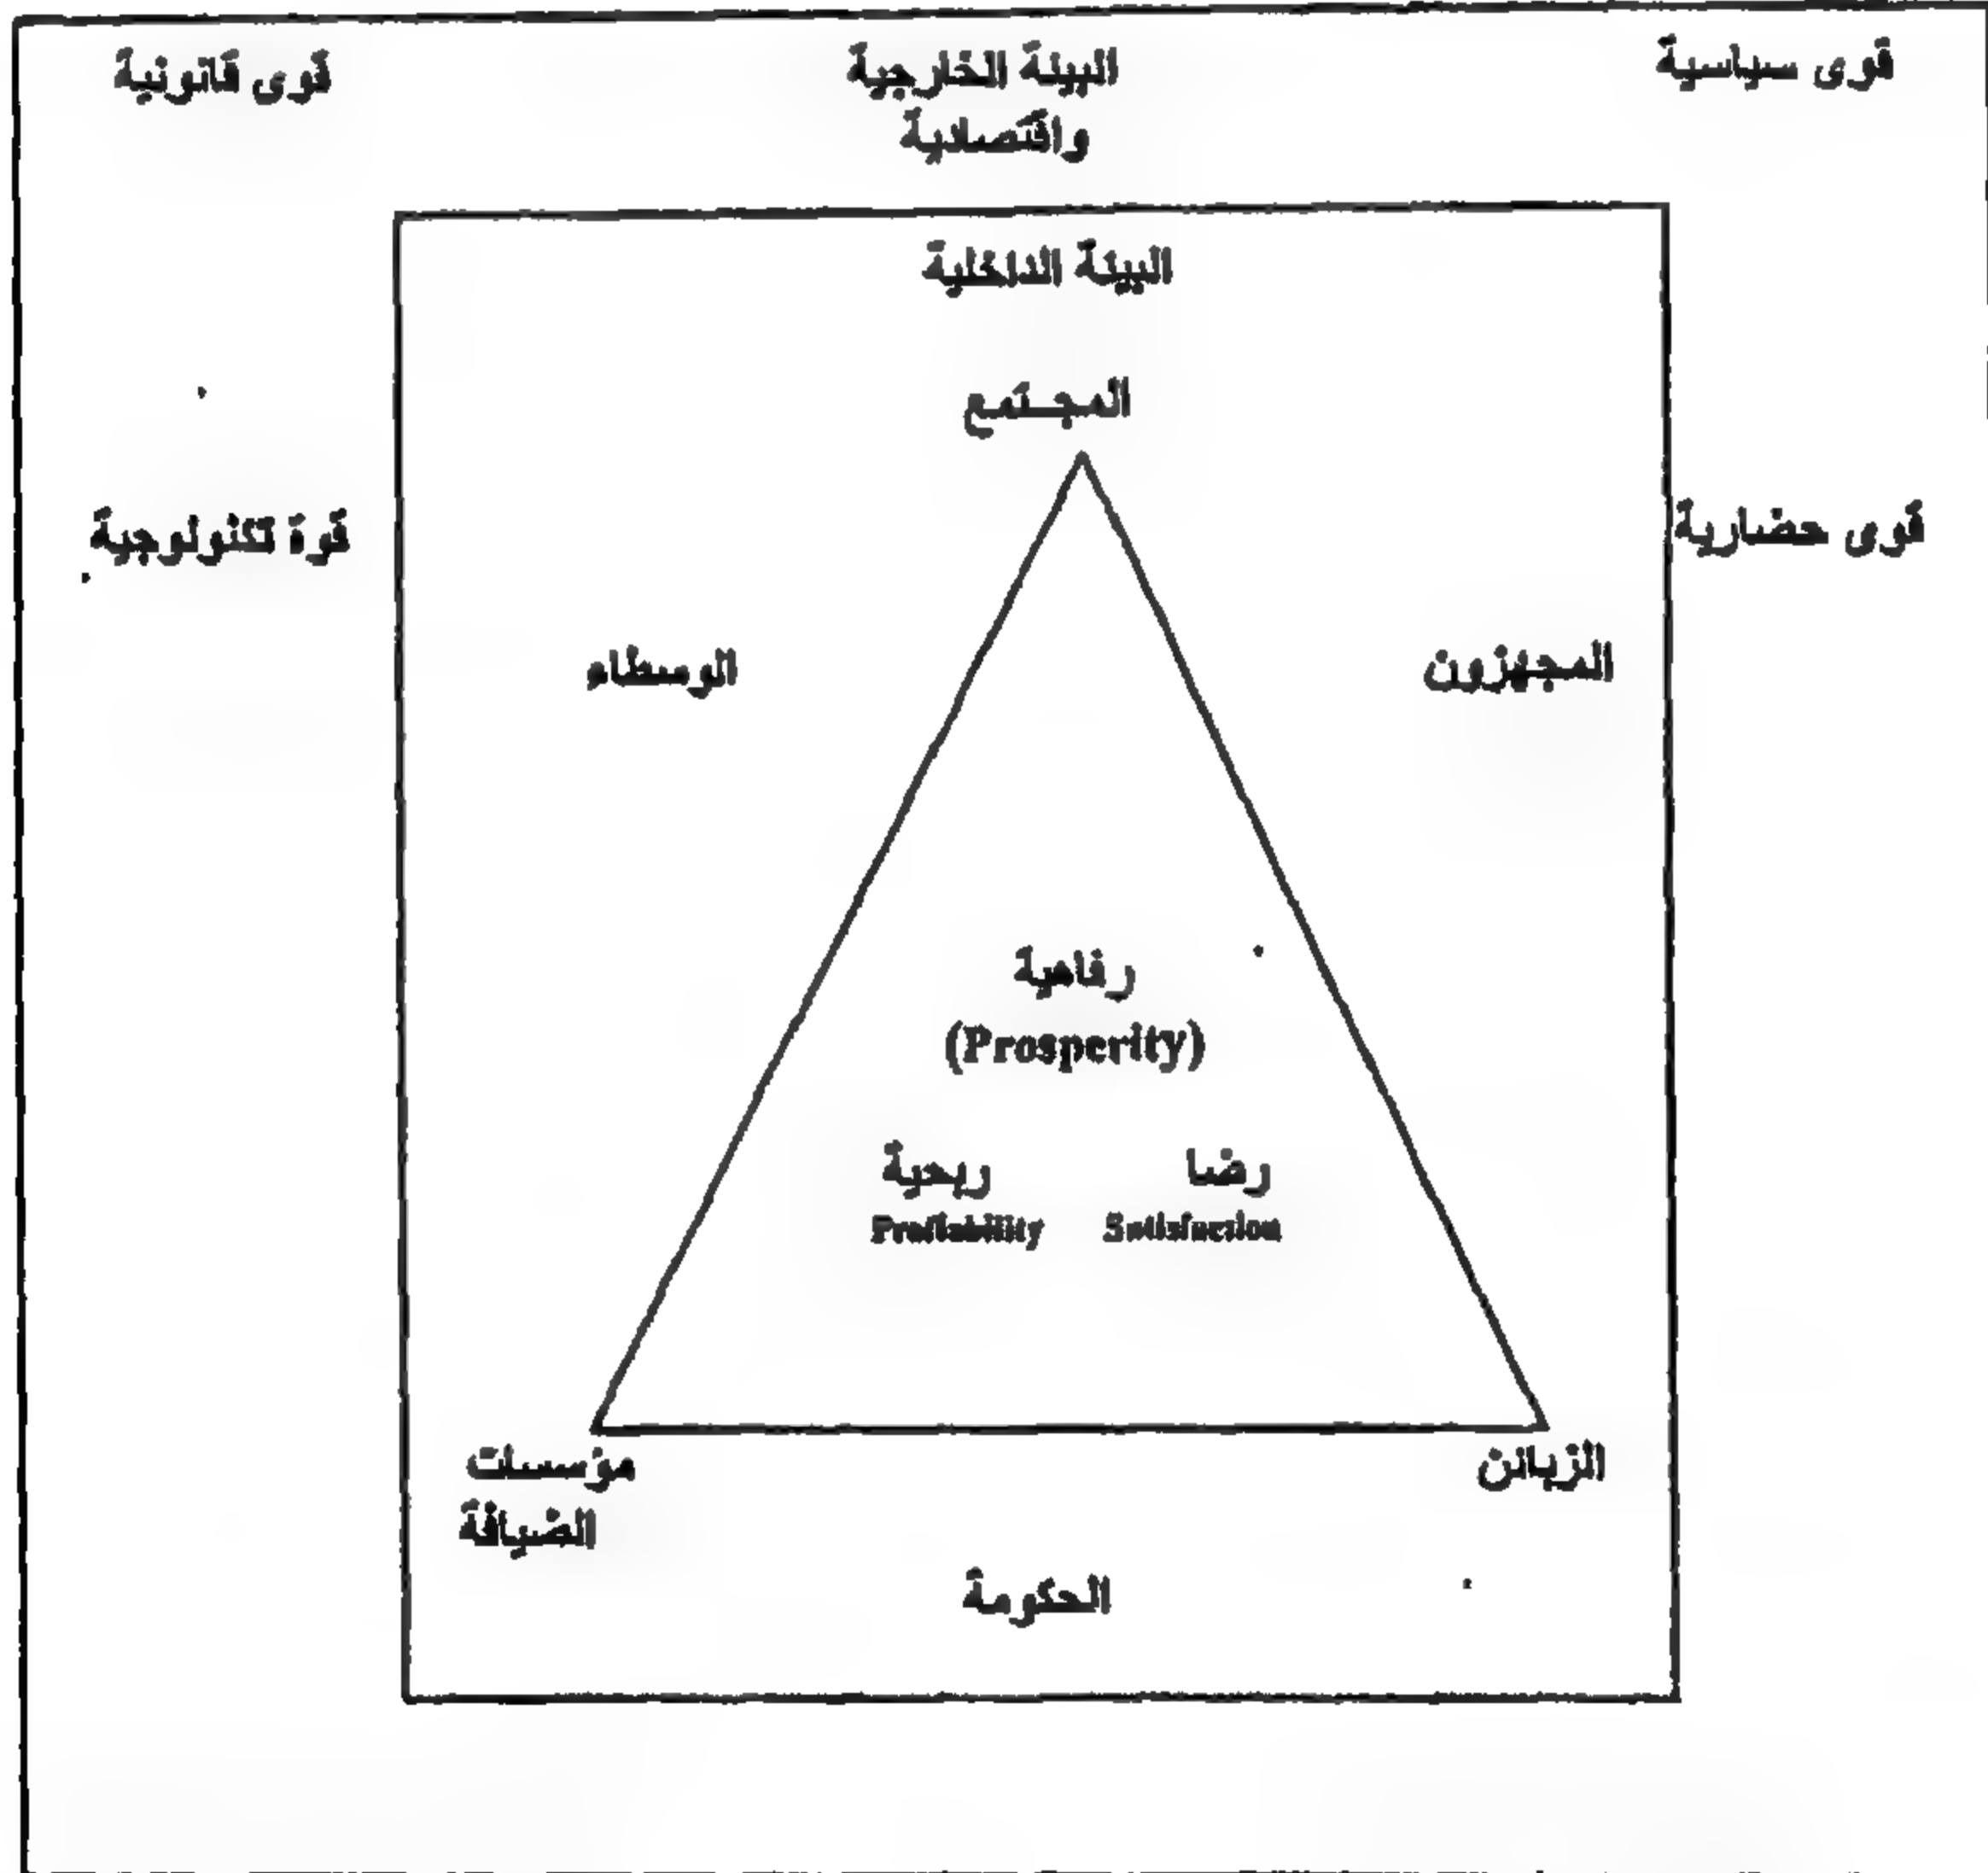 قوى سياسية
البيئة الخارجية
واقتصادية
قوى قانونية
البيئة الداخلية
المجتمع
قوى حضارية
قوة تكنولوجية
المجهزون
الوسطاء
رفاهية
(Prosperity)
رضا
ربحية
Satisfaction
Profiability
الزبائن
مؤسسات
الضيافة
الحكومة